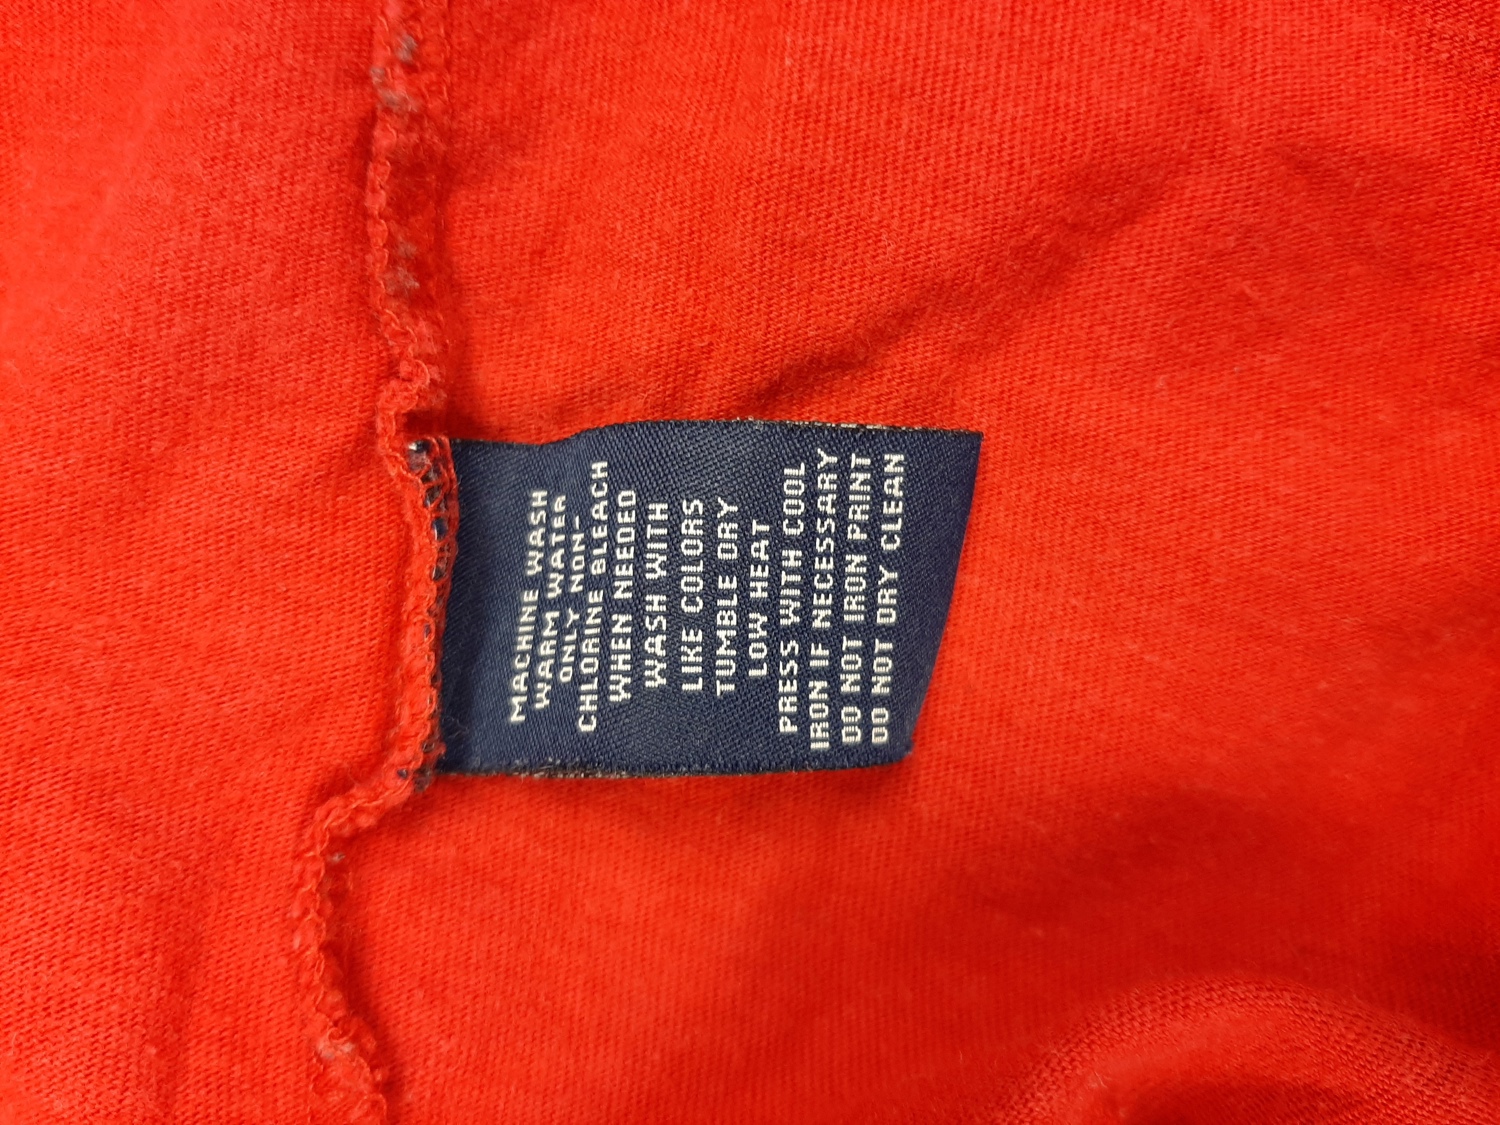 MACHINE WASH
WARM WATER
ONLY NON-
CHLORINE BLEACH
WHEN NEEDED
WASH WITH
LIKE COLORS
TUMBLE DRY
LOW HEAT
PRESS WITH COOL
IRON IF NECESSARY
DO NOT IRON PRINT
DO NOT DRY CLEAN